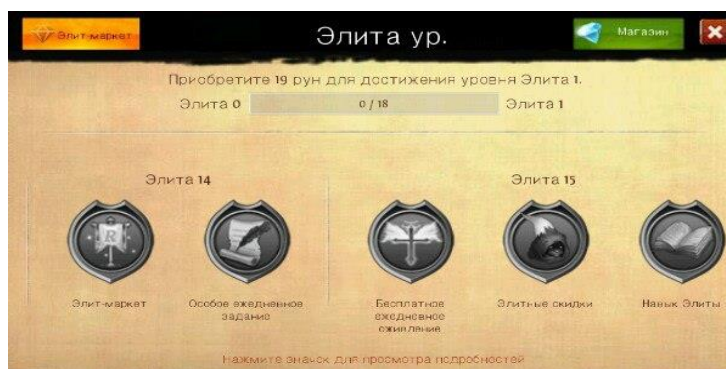 Элит-маркет
Элита ур.
Магазин
Приобретите 19 рун для достижения уровня Элита 1.
Элита 0 0 / 18 Элита 1
Элита 14
Элита 15
Элит-маркет
Особое ежедневное
задание
Бесплатное
ежедневное
оживление
Элитные скидки
Навык Элиты
Нажмите значок для просмотра подробностей